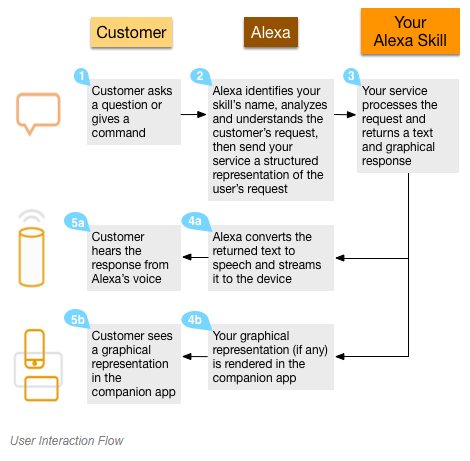 Customer
Alexa
Your
Alexa Skill
1
Customer asks
a question or
gives a
command
2
Alexa identifies your
skill's name, analyzes
and understands the
customer's request,
then send your
service a structured
representation of the
user's request
3
Your service
processes the
request and
returns a text
and graphical
response
5a
Customer
hears the
response from
Alexa's voice
4a
Alexa converts the
returned text to
speech and streams
it to the device
5b
Customer sees
a graphical
representation
in the
companion app
4b
Your graphical
representation (if any)
is rendered in the
companion app
User Interaction Flow